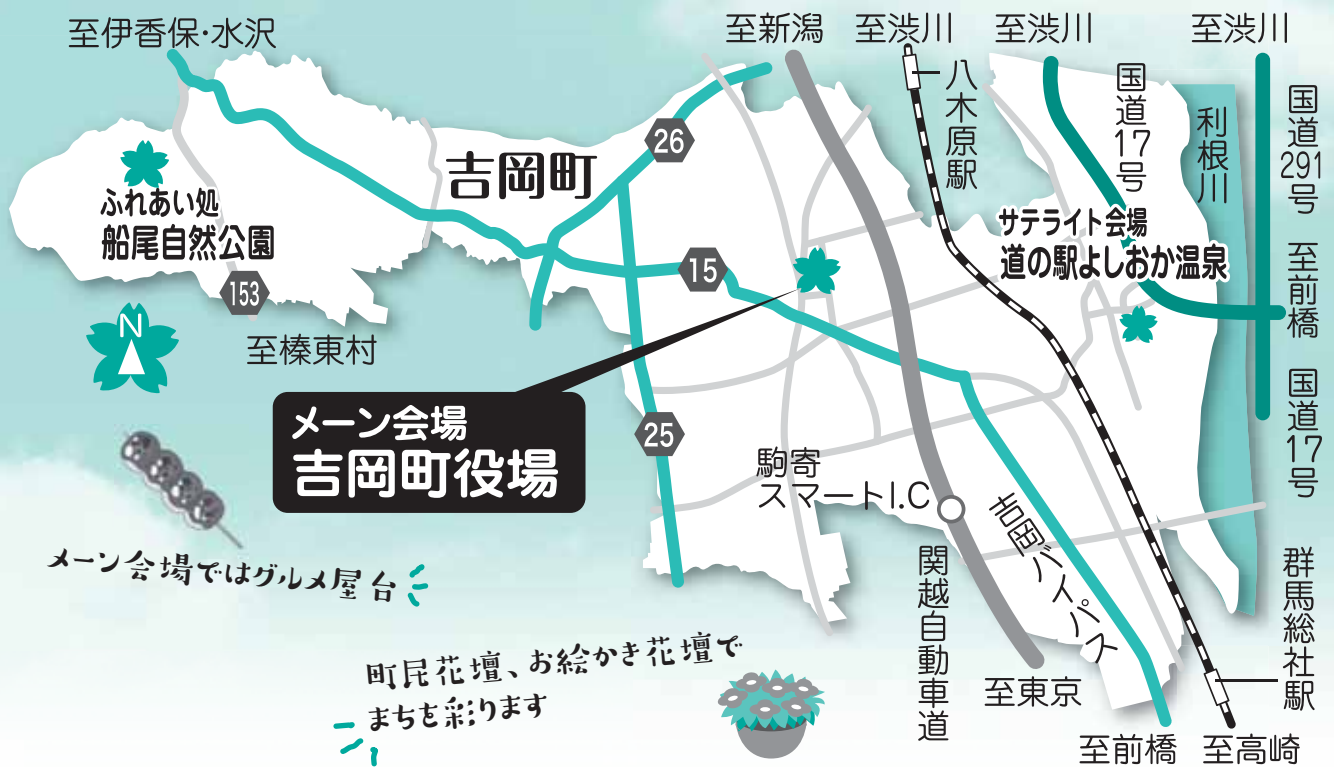 至伊香保・水沢
至新潟
至渋川
至渋川
至渋川
八木原駅
国道17号
利根川
国道291号
26
吉岡町
ふれあい処
船尾自然公園
サテライト会場
道の駅よしおか温泉
15
153
至前橋
N
至榛東村
メーン会場
吉岡町役場
25
国道17号
駒寄
スマートI.C
吉岡バイパス
関越自動車道
群馬総社駅
メーン会場ではグルメ屋台
町民花壇、お絵かき花壇で
まちを彩ります
至東京
至前橋
至高崎